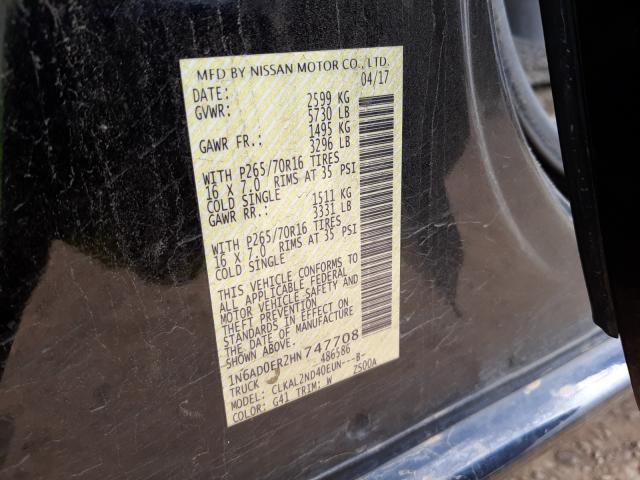 MFD BY NISSAN MOTOR CO., LTD.
DATE: 04/17
GVWR: 2599 KG
5730 LB
GAWR FR.: 1495 KG
3296 LB
WITH P265/70R16 TIRES
16 X 7.0 RIMS AT 35 PSI
COLD SINGLE
GAWR RR.: 1511 KG
3331 LB
WITH P265/70R16 TIRES
16 X 7.0 RIMS AT 35 PSI
COLD SINGLE
THIS VEHICLE CONFORMS TO
ALL APPLICABLE FEDERAL
MOTOR VEHICLE SAFETY AND
THEFT PREVENTION
STANDARDS IN EFFECT ON
THE DATE OF MANUFACTURE
1N6AD0ER2HN747708
TRUCK 486586
MODEL: CLKAL2ND40EUN---B-
COLOR: G41 TRIM: W 2500A